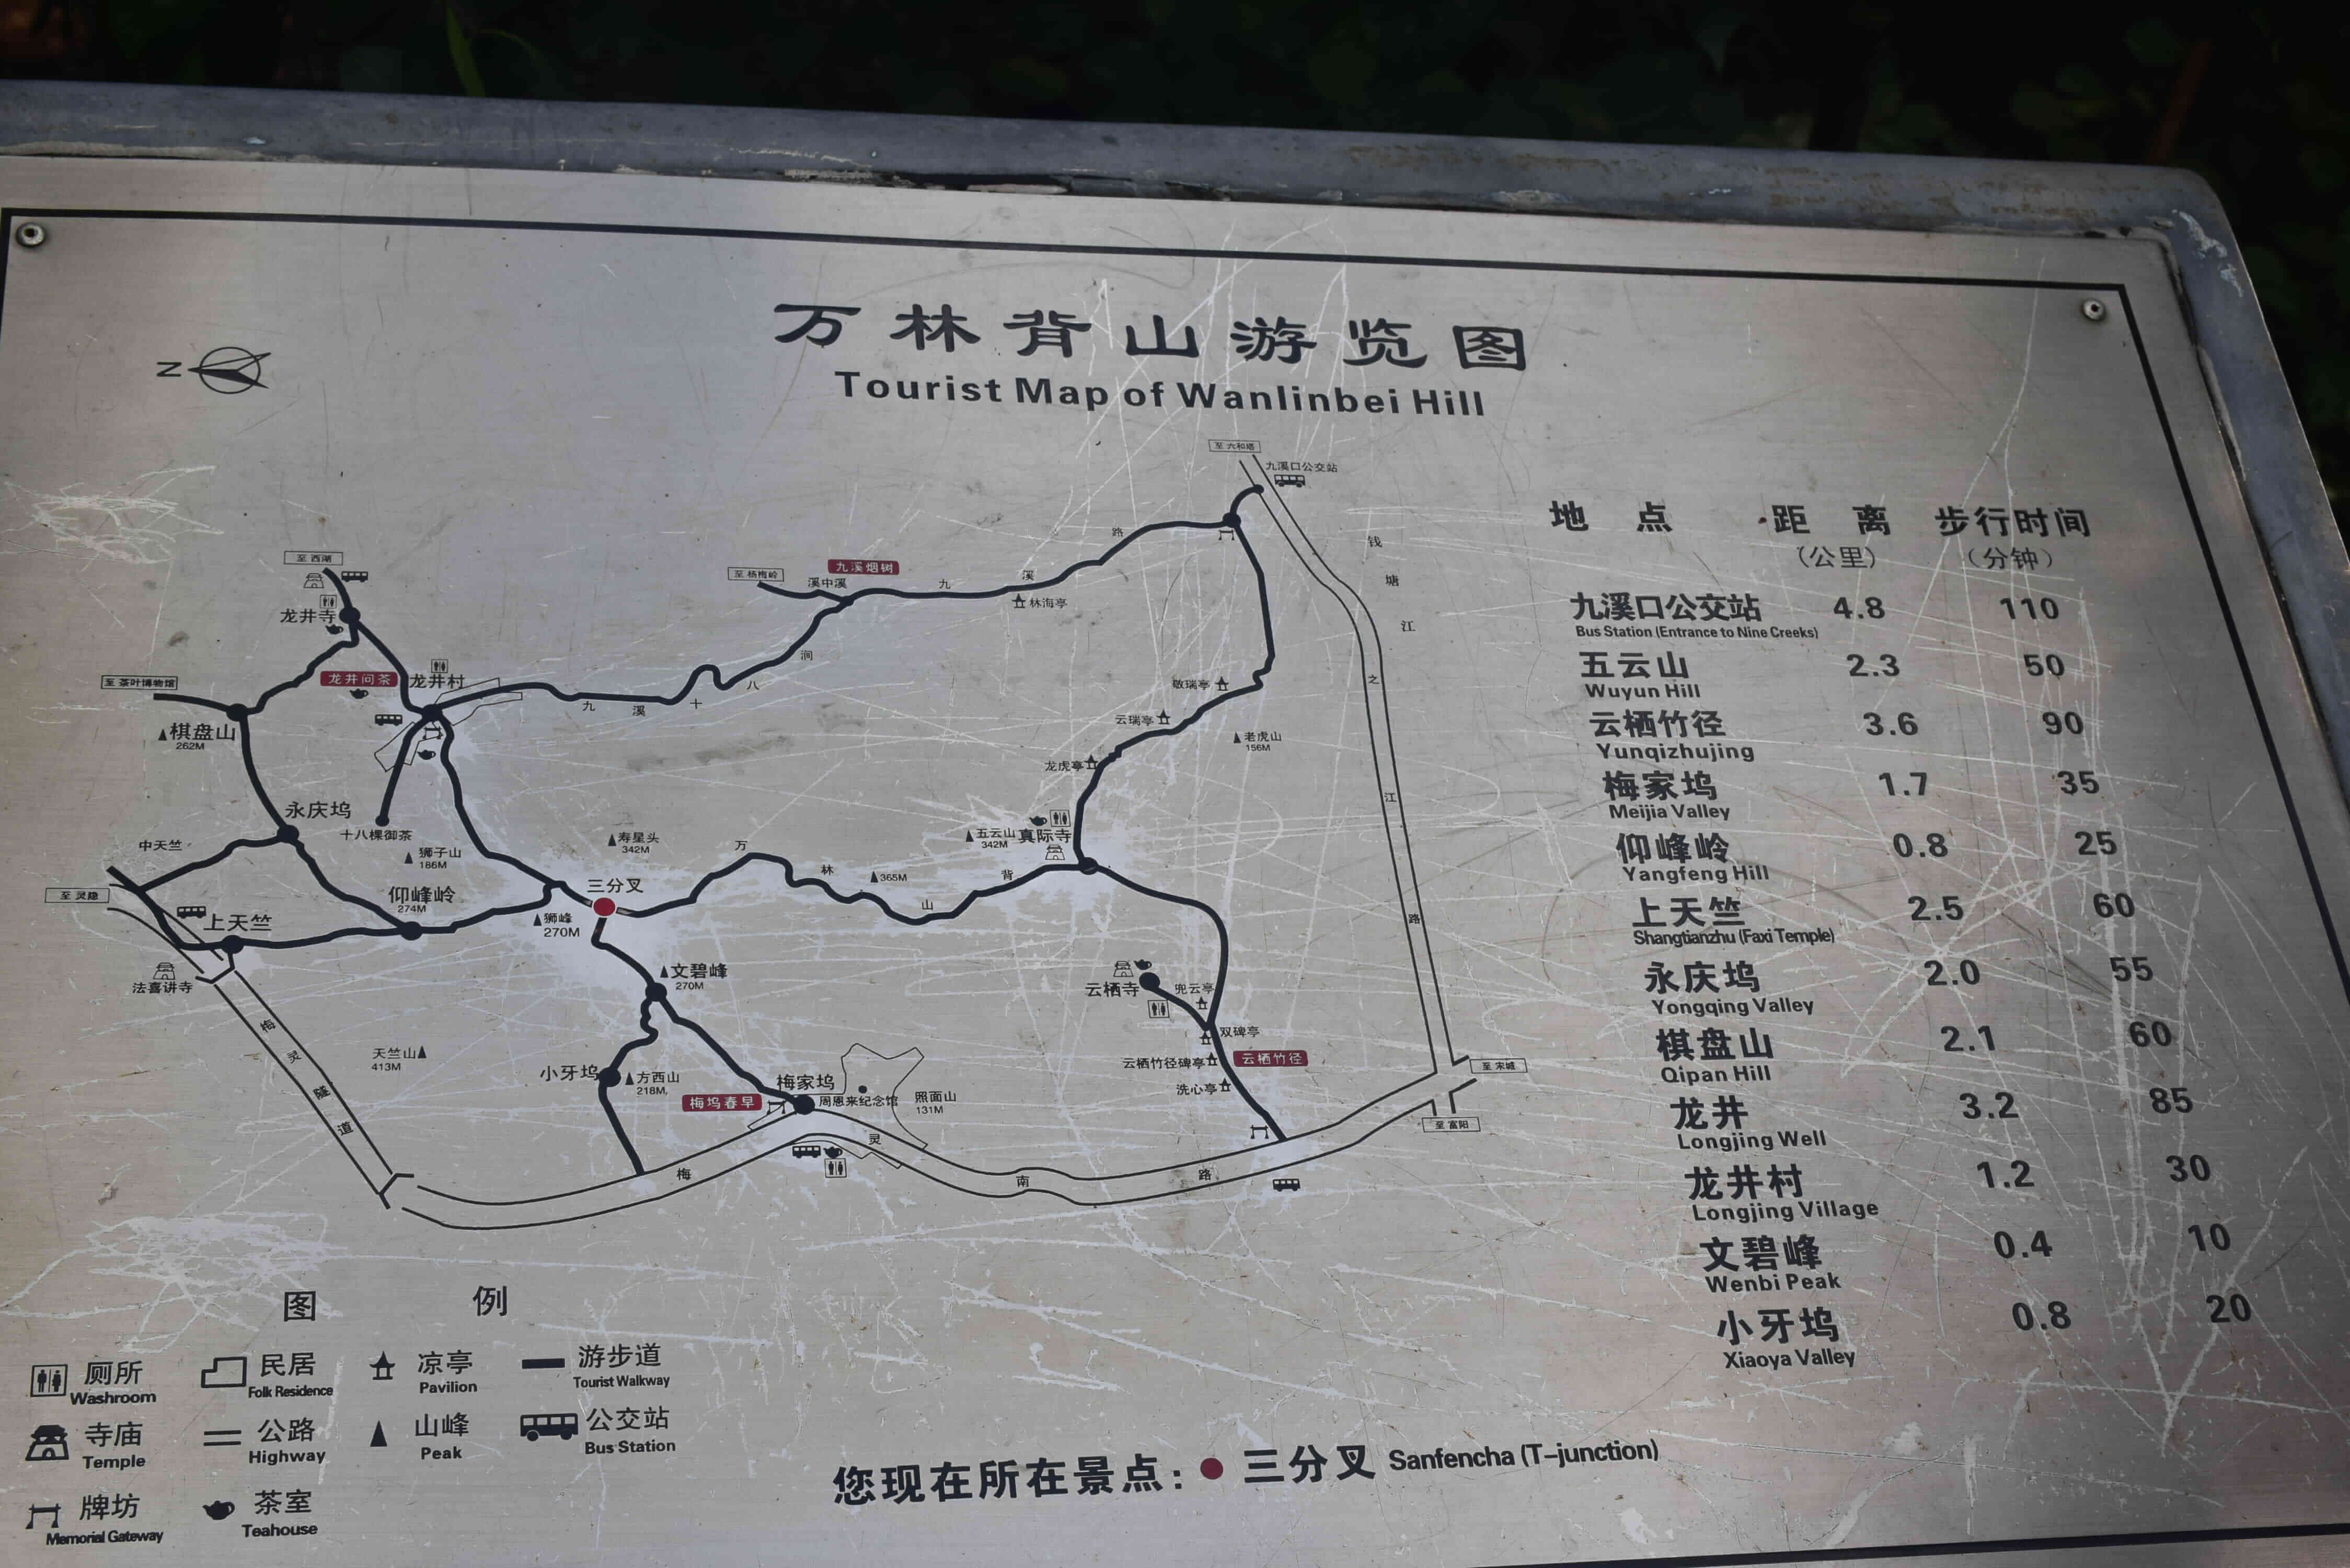 万林背山游览图
Tourist Map of Wanlinbei Hill
N
至 六和塔
九溪口公交站
钱塘江
之江路
至 西湖
龙井寺
至 杨梅岭
溪中溪
九溪烟树
九溪路
林海亭
至 茶叶博物馆
龙井问茶
龙井村
九溪十八涧
棋盘山
262M
敬瑞亭
云瑞亭
老虎山
156M
龙虎亭
永庆坞
十八棵御茶
中天竺
狮子山
186M
寿星头
342M
五云山
342M
真际寺
万林背山
365M
至 灵隐
上天竺
仰峰岭
274M
三分叉
狮峰
270M
法喜讲寺
文碧峰
270M
云栖寺
兜云亭
双碑亭
云栖竹径碑亭
云栖竹径
洗心亭
梅灵隧道
天竺山
413M
小牙坞
方西山
218M
梅坞春早
梅家坞
周恩来纪念馆
照面山
131M
至 宋城
至 富阳
梅灵南路
地点 距离 步行时间
（公里） （分钟）
九溪口公交站 4.8 110
Bus Station (Entrance to Nine Creeks)
五云山 2.3 50
Wuyun Hill
云栖竹径 3.6 90
Yunqizhujing
梅家坞 1.7 35
Meijia Valley
仰峰岭 0.8 25
Yangfeng Hill
上天竺 2.5 60
Shangtianzhu (Faxi Temple)
永庆坞 2.0 55
Yongqing Valley
棋盘山 2.1 60
Qipan Hill
龙井 3.2 85
Longjing Well
龙井村 1.2 30
Longjing Village
文碧峰 0.4 10
Wenbi Peak
小牙坞 0.8 20
Xiaoya Valley
图例
厕所 民居 凉亭 游步道
Washroom Folk Residence Pavilion Tourist Walkway
寺庙 公路 山峰 公交站
Temple Highway Peak Bus Station
牌坊 茶室
Memorial Gateway Teahouse
您现在所在景点: 三分叉 Sanfencha (T-junction)